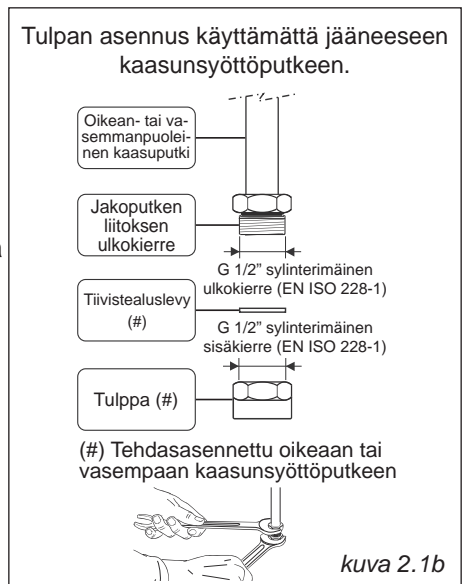 Tulpan asennus käyttämättä jääneeseen
kaasunsyöttöputkeen.
Oikean- tai va-
semmanpuolei-
nen kaasuputki
Jakoputken
liitoksen
ulkokierre
G 1/2” sylinterimäinen
ulkokierre (EN ISO 228-1)
Tiivistealuslevy
(#)
G 1/2” sylinterimäinen
sisäkierre (EN ISO 228-1)
Tulppa (#)
(#) Tehdasasennettu oikeaan tai
vasempaan kaasunsyöttöputkeen
kuva 2.1b